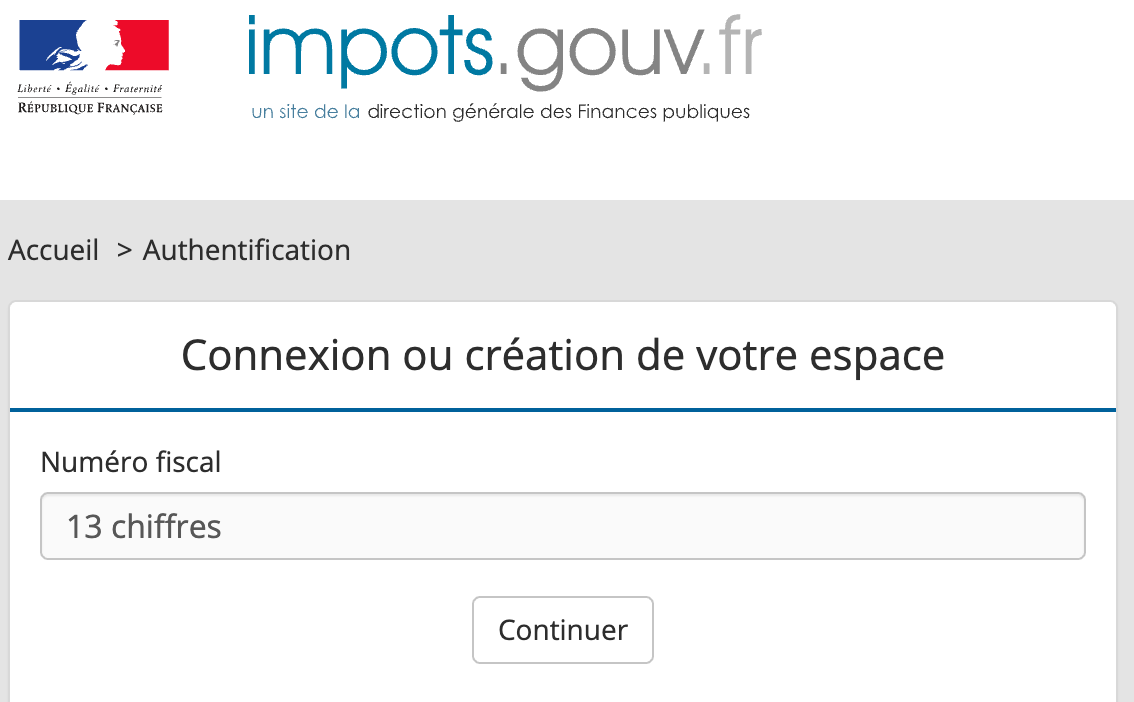 impots.gouv.fr
Liberté • Égalité • Fraternité
RÉPUBLIQUE FRANÇAISE
un site de la direction générale des Finances publiques
Accueil > Authentification
Connexion ou création de votre espace
Numéro fiscal
13 chiffres
Continuer